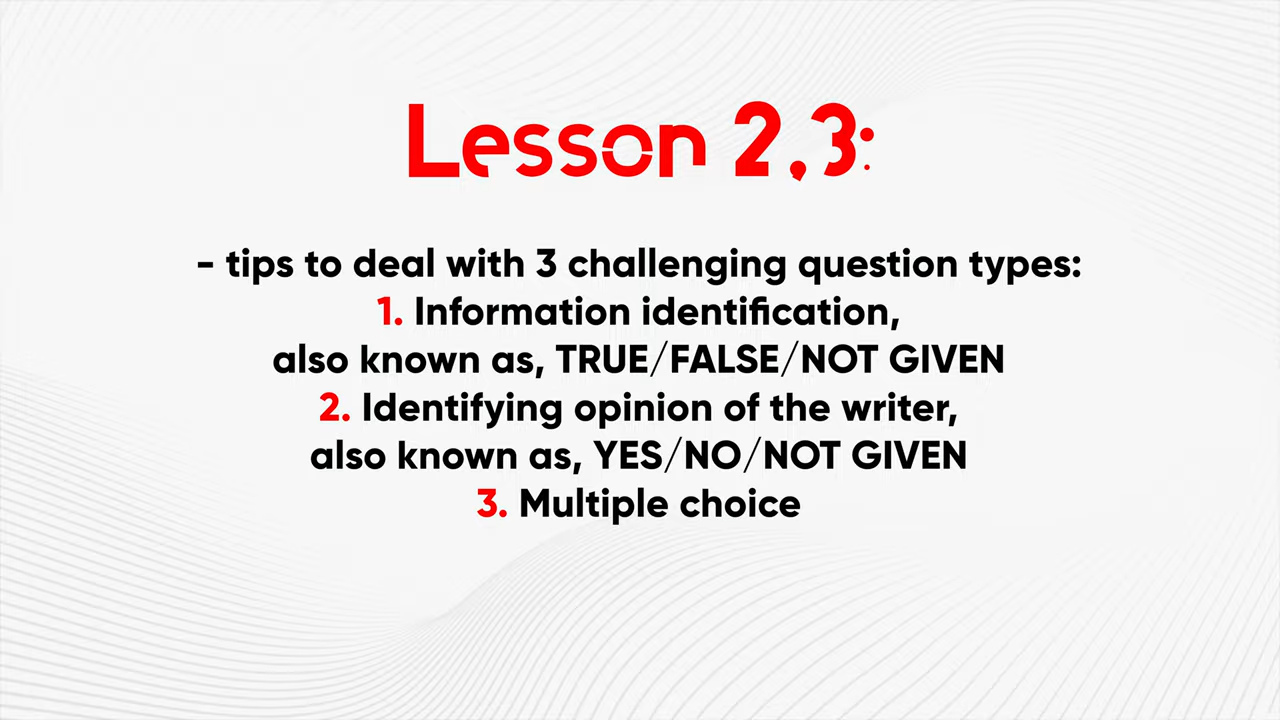 Lesson 2.3:
- tips to deal with 3 challenging question types:
1. Information identification,
also known as, TRUE/FALSE/NOT GIVEN
2. Identifying opinion of the writer,
also known as, YES/NO/NOT GIVEN
3. Multiple choice